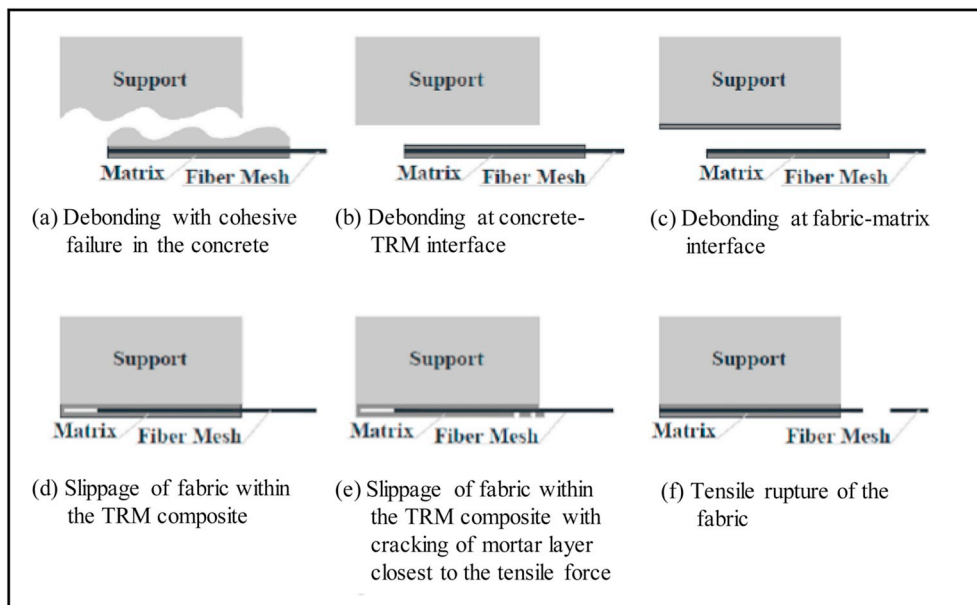 Support
Matrix Fiber Mesh
(a) Debonding with cohesive
failure in the concrete
Support
Matrix Fiber Mesh
(b) Debonding at concrete-
TRM interface
Support
Matrix Fiber Mesh
(c) Debonding at fabric-matrix
interface
Support
Matrix Fiber Mesh
(d) Slippage of fabric within
the TRM composite
Support
Matrix Fiber Mesh
(e) Slippage of fabric within
the TRM composite with
cracking of mortar layer
closest to the tensile force
Support
Matrix Fiber Mesh
(f) Tensile rupture of the
fabric